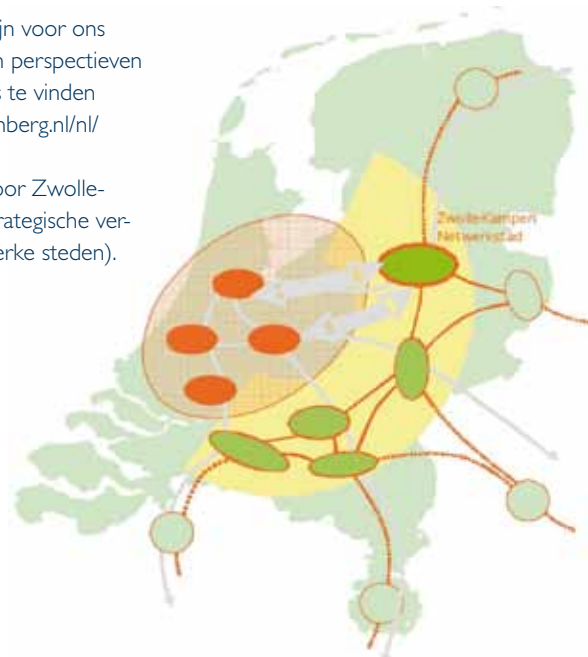 jn voor ons
n perspectieven
s te vinden
nberg.nl/nl/
oor Zwolle-
rategische ver-
erke steden).
Zwolle-Kampen
Netwerkstad